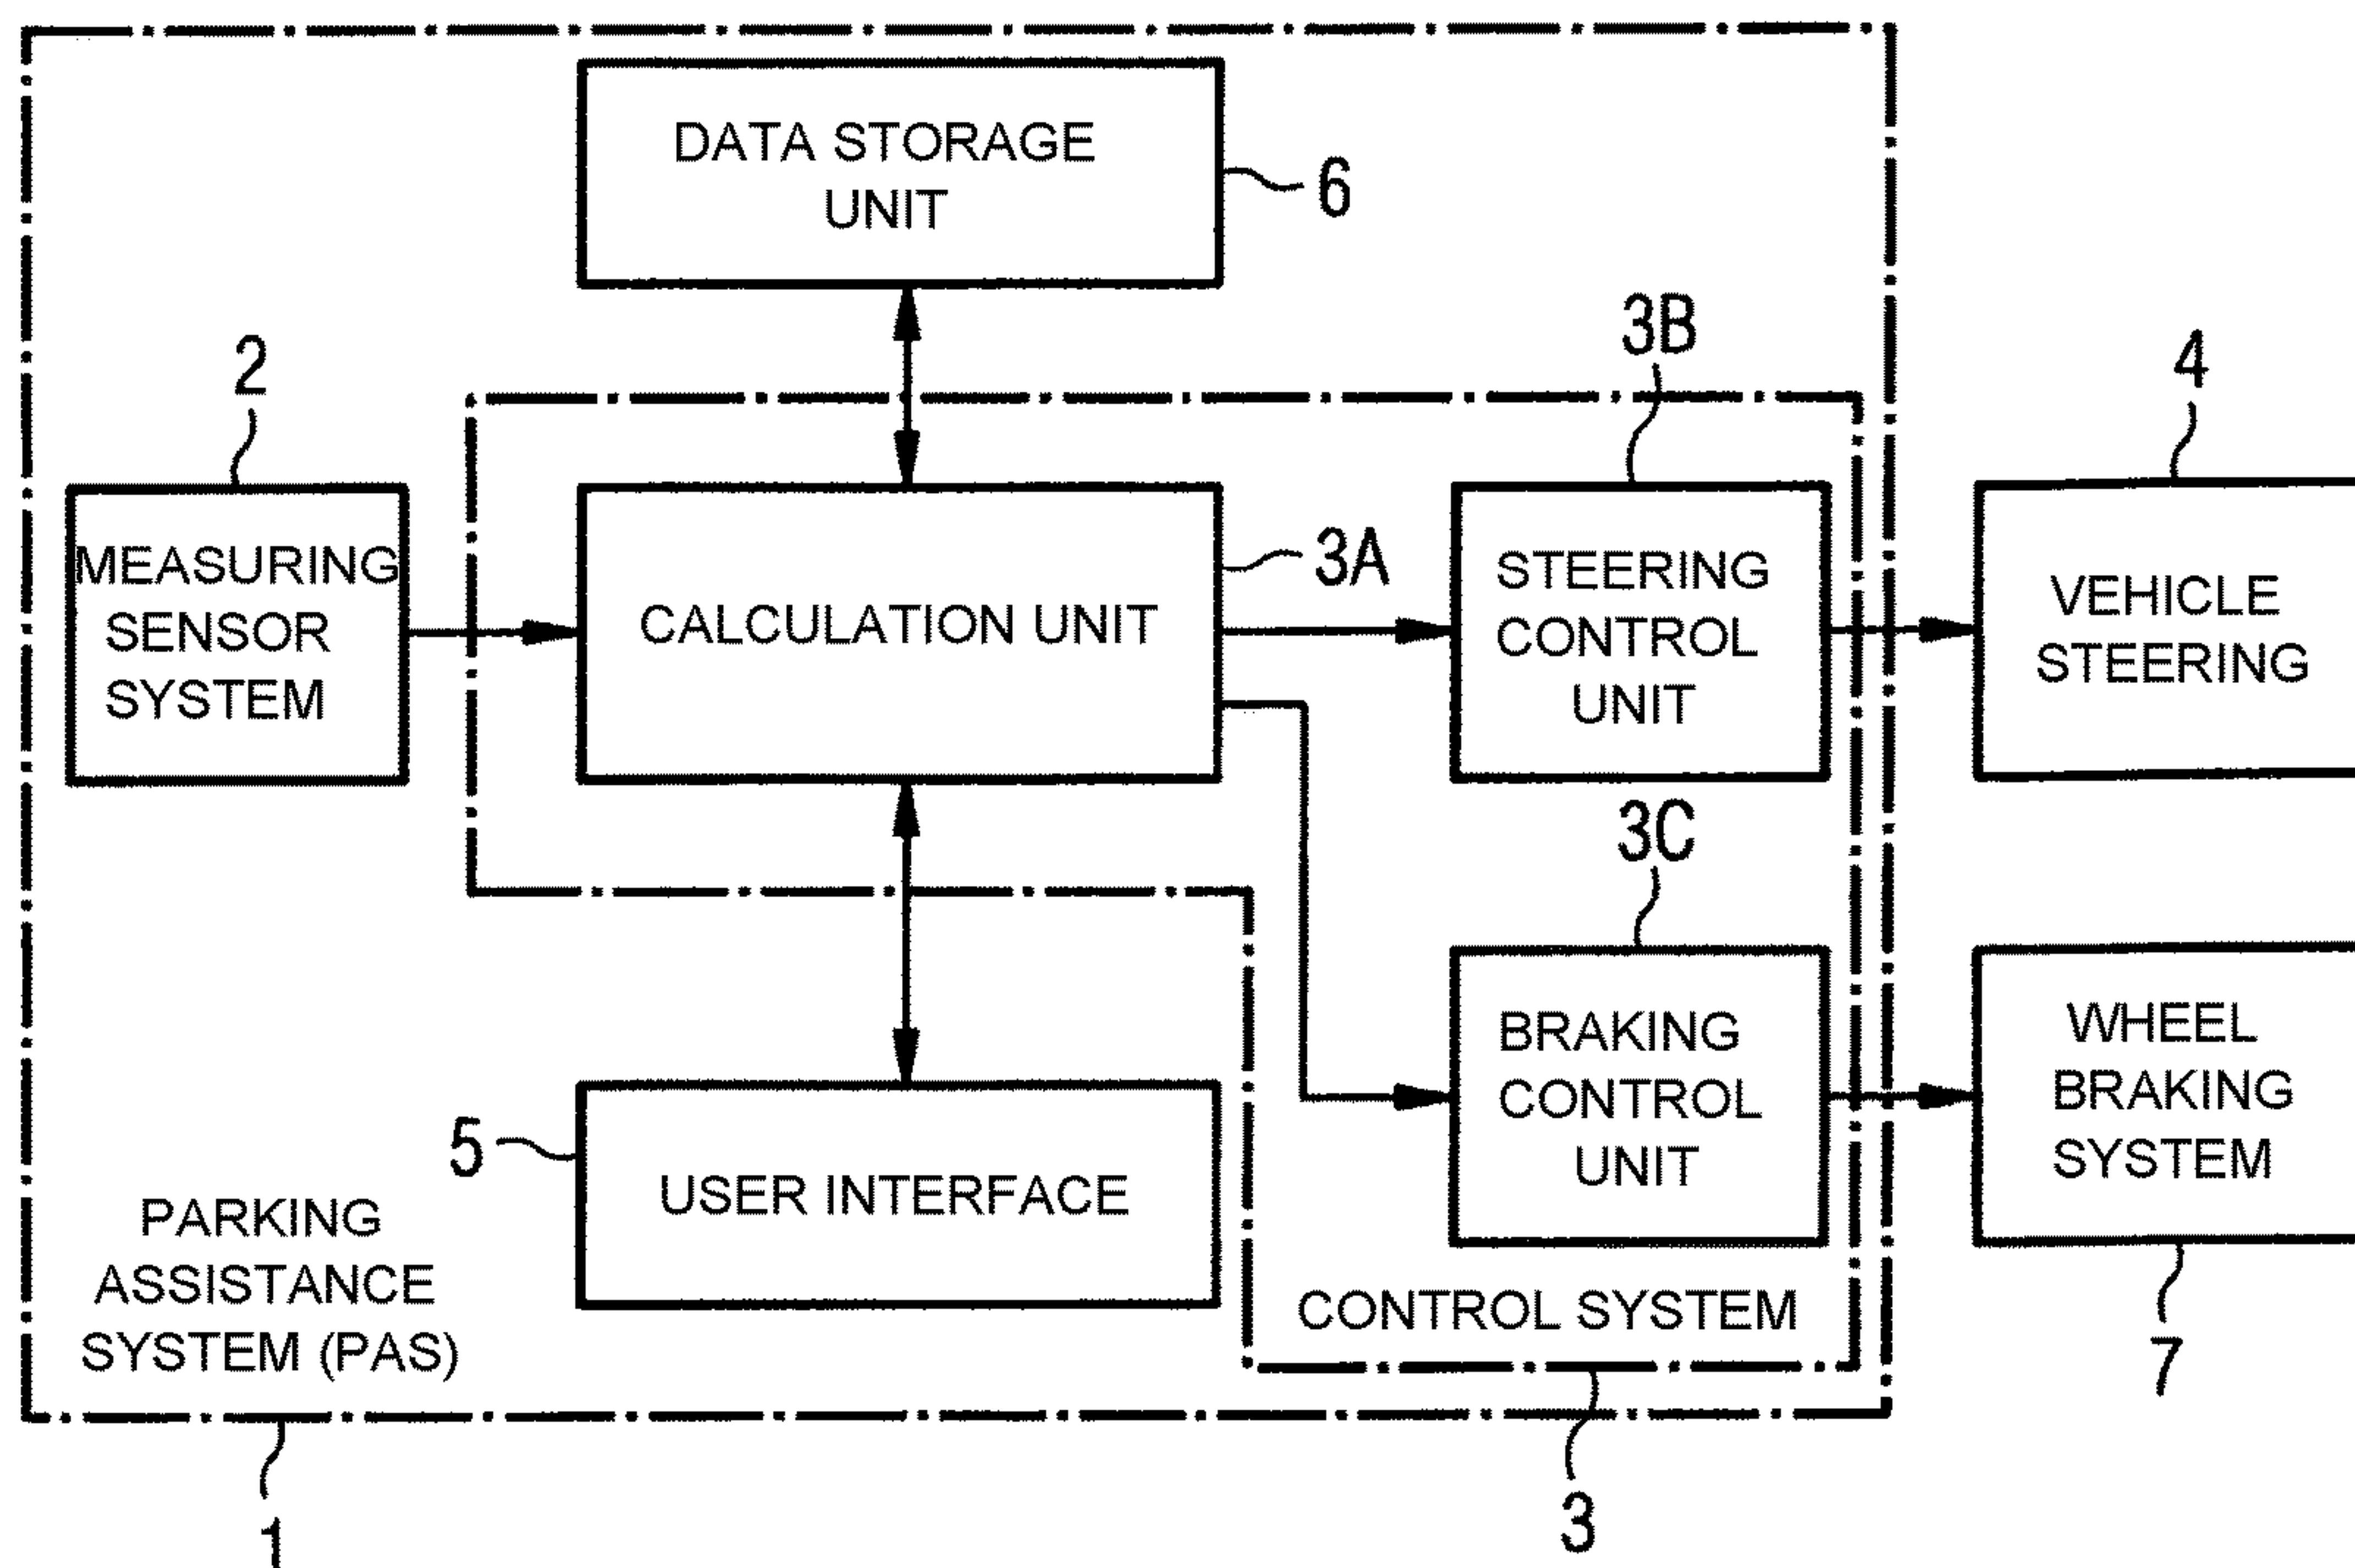 DATA STORAGE
UNIT
6
2
MEASURING
SENSOR
SYSTEM
CALCULATION UNIT
3A
3B
STEERING
CONTROL
UNIT
4
VEHICLE
STEERING
3C
BRAKING
CONTROL
UNIT
WHEEL
BRAKING
SYSTEM
7
5
USER INTERFACE
PARKING
ASSISTANCE
SYSTEM (PAS)
CONTROL SYSTEM
1
3